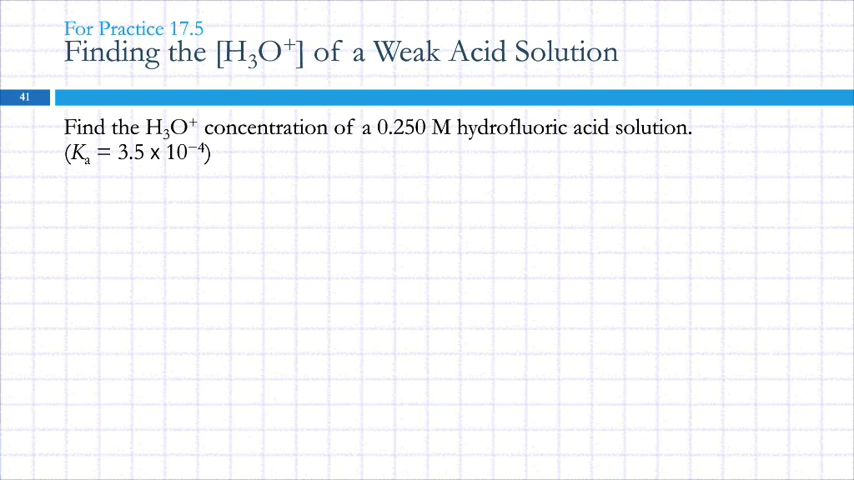 For Practice 17.5
Finding the [H₃O⁺] of a Weak Acid Solution
41
Find the H₃O⁺ concentration of a 0.250 M hydrofluoric acid solution.
(Kₐ = 3.5 x 10⁻⁴)